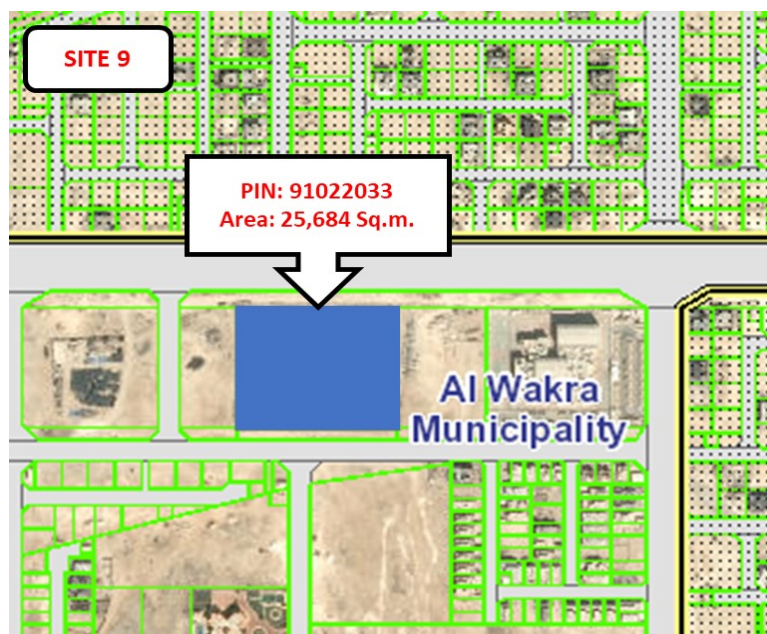 SITE 9
PIN: 91022033
Area: 25,684 Sq.m.
Al Wakra
Municipality